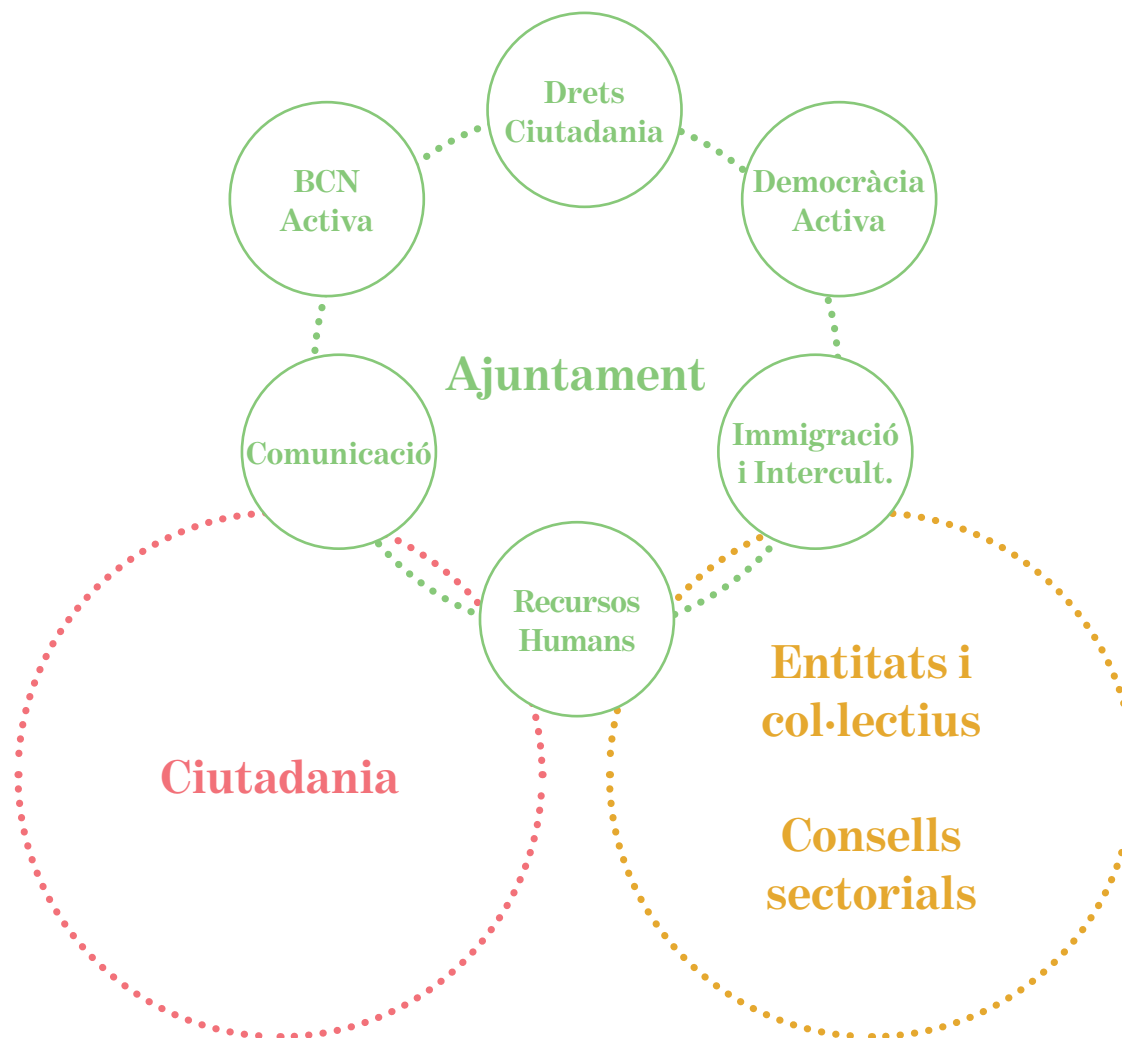 Drets
Ciutadania
BCN
Activa
Democràcia
Activa
Ajuntament
Comunicació
Immigració
i Intercult.
Recursos
Humans
Entitats i
col·lectius
Ciutadania
Consells
sectorials